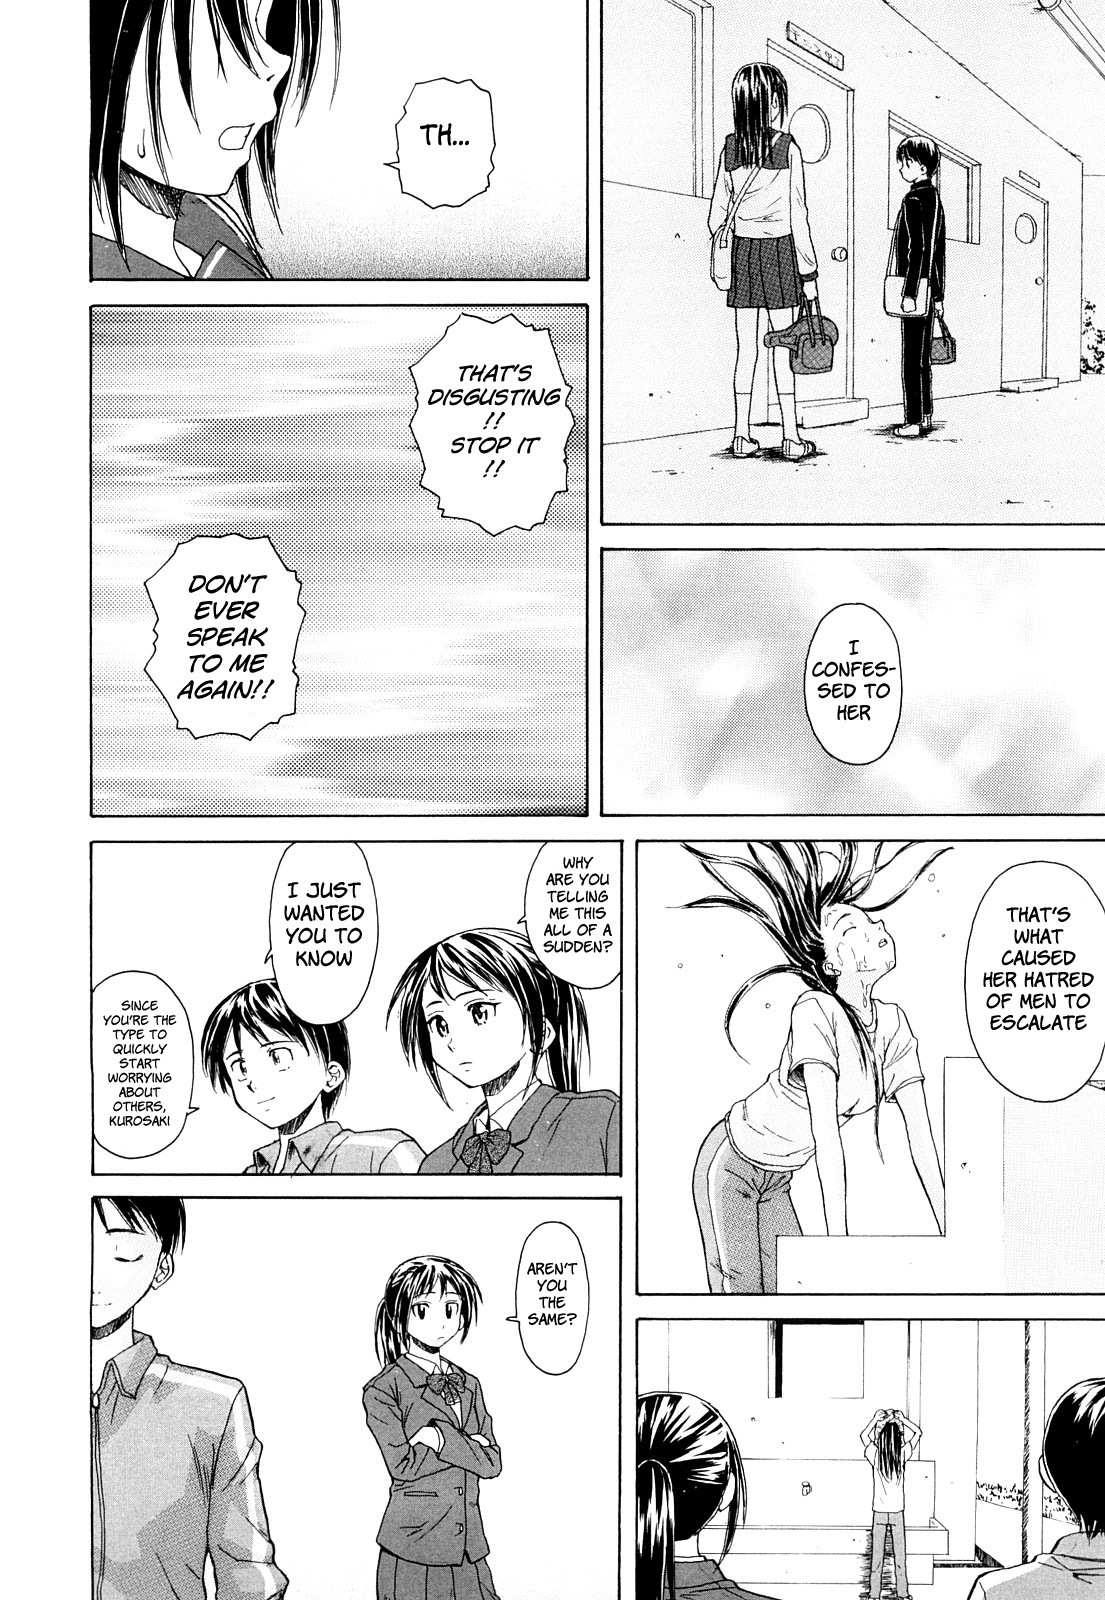 TH...
I
CONFES-
SED TO
HER
THAT'S
DISGUSTING
!!
STOP IT
!!
DON'T
EVER
SPEAK
TO ME
AGAIN!!
THAT'S
WHAT
CAUSED
HER HATRED
OF MEN TO
ESCALATE
WHY
ARE YOU
TELLING
ME THIS
ALL OF A
SUDDEN?
I JUST
WANTED
YOU TO
KNOW
SINCE
YOU'RE THE
TYPE TO
QUICKLY
START
WORRYING
ABOUT
OTHERS,
KUROSAKI
AREN'T
YOU
THE
SAME?